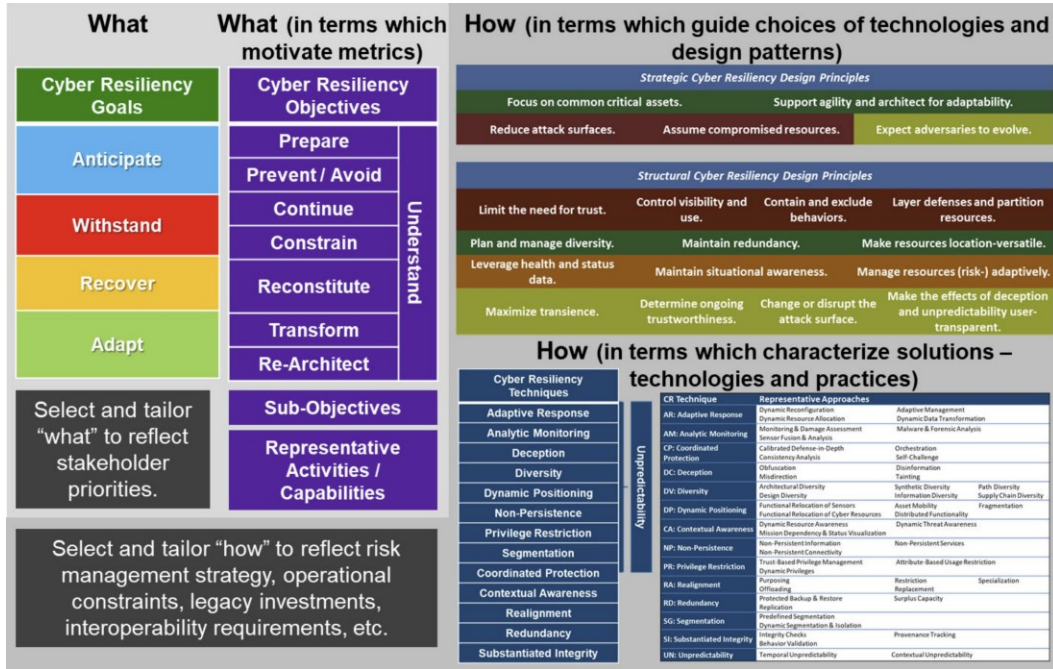 What
Cyber Resiliency
Goals
Anticipate
Withstand
Recover
Adapt
Select and tailor
“what” to reflect
stakeholder
priorities.
What (in terms which
motivate metrics)
Cyber Resiliency
Objectives
Prepare
Prevent / Avoid
Continue
Constrain
Reconstitute
Transform
Re-Architect
Understand
Sub-Objectives
Representative
Activities /
Capabilities
Select and tailor “how” to reflect risk
management strategy, operational
constraints, legacy investments,
interoperability requirements, etc.
How (in terms which guide choices of technologies and
design patterns)
Strategic Cyber Resiliency Design Principles
Focus on common critical assets. Support agility and architect for adaptability.
Reduce attack surfaces. Assume compromised resources. Expect adversaries to evolve.
Structural Cyber Resiliency Design Principles
Limit the need for trust.
Control visibility and
use.
Contain and exclude
behaviors.
Layer defenses and partition
resources.
Plan and manage diversity. Maintain redundancy. Make resources location-versatile.
Leverage health and status
data.
Maintain situational awareness. Manage resources (risk-) adaptively.
Maximize transience.
Determine ongoing
trustworthiness.
Change or disrupt the
attack surface.
Make the effects of deception
and unpredictability user-
transparent.
How (in terms which characterize solutions –
technologies and practices)
Cyber Resiliency
Techniques
Adaptive Response
Analytic Monitoring
Deception
Diversity
Dynamic Positioning
Non-Persistence
Privilege Restriction
Segmentation
Coordinated Protection
Contextual Awareness
Realignment
Redundancy
Substantiated Integrity
Unpredictability
CR Technique Representative Approaches
AR: Adaptive Response
Dynamic Reconfiguration Adaptive Management
Dynamic Resource Allocation Dynamic Data Transformation
AM: Analytic Monitoring
Monitoring & Damage Assessment Malware & Forensic Analysis
Sensor Fusion & Analysis
CP: Coordinated
Protection
Calibrated Defense-in-Depth Orchestration
Consistency Analysis Self-Challenge
DC: Deception
Obfuscation Disinformation
Misdirection Tainting
DV: Diversity
Architectural Diversity Synthetic Diversity Path Diversity
Design Diversity Information Diversity Supply Chain Diversity
DP: Dynamic Positioning
Functional Relocation of Sensors Asset Mobility Fragmentation
Functional Relocation of Cyber Resources Distributed Functionality
CA: Contextual Awareness
Dynamic Resource Awareness Dynamic Threat Awareness
Mission Dependency & Status Visualization
NP: Non-Persistence
Non-Persistent Information Non-Persistent Services
Non-Persistent Connectivity
PR: Privilege Restriction
Trust-Based Privilege Management Attribute-Based Usage Restriction
Dynamic Privileges
RA: Realignment
Purposing Restriction Specialization
Offloading Replacement
RD: Redundancy
Protected Backup & Restore Surplus Capacity
Replication
SG: Segmentation
Predefined Segmentation
Dynamic Segmentation & Isolation
SI: Substantiated Integrity
Integrity Checks Provenance Tracking
Behavior Validation
UN: Unpredictability
Temporal Unpredictability Contextual Unpredictability